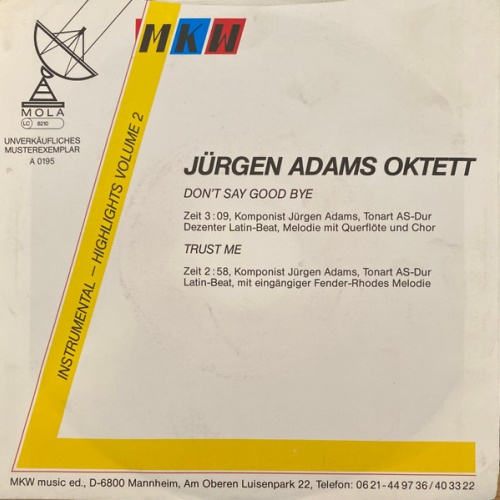 MKW
MOLA
LC 8210
UNVERKÄUFLICHES
MUSTEREXEMPLAR
A 0195
INSTRUMENTAL – HIGHLIGHTS VOLUME 2
JÜRGEN ADAMS OKTETT
DON'T SAY GOOD BYE
Zeit 3:09, Komponist Jürgen Adams, Tonart AS-Dur
Dezenter Latin-Beat, Melodie mit Querflöte und Chor
TRUST ME
Zeit 2:58, Komponist Jürgen Adams, Tonart AS-Dur
Latin-Beat, mit eingängiger Fender-Rhodes Melodie
MKW music ed., D-6800 Mannheim, Am Oberen Luisenpark 22, Telefon: 0621-449736/403322